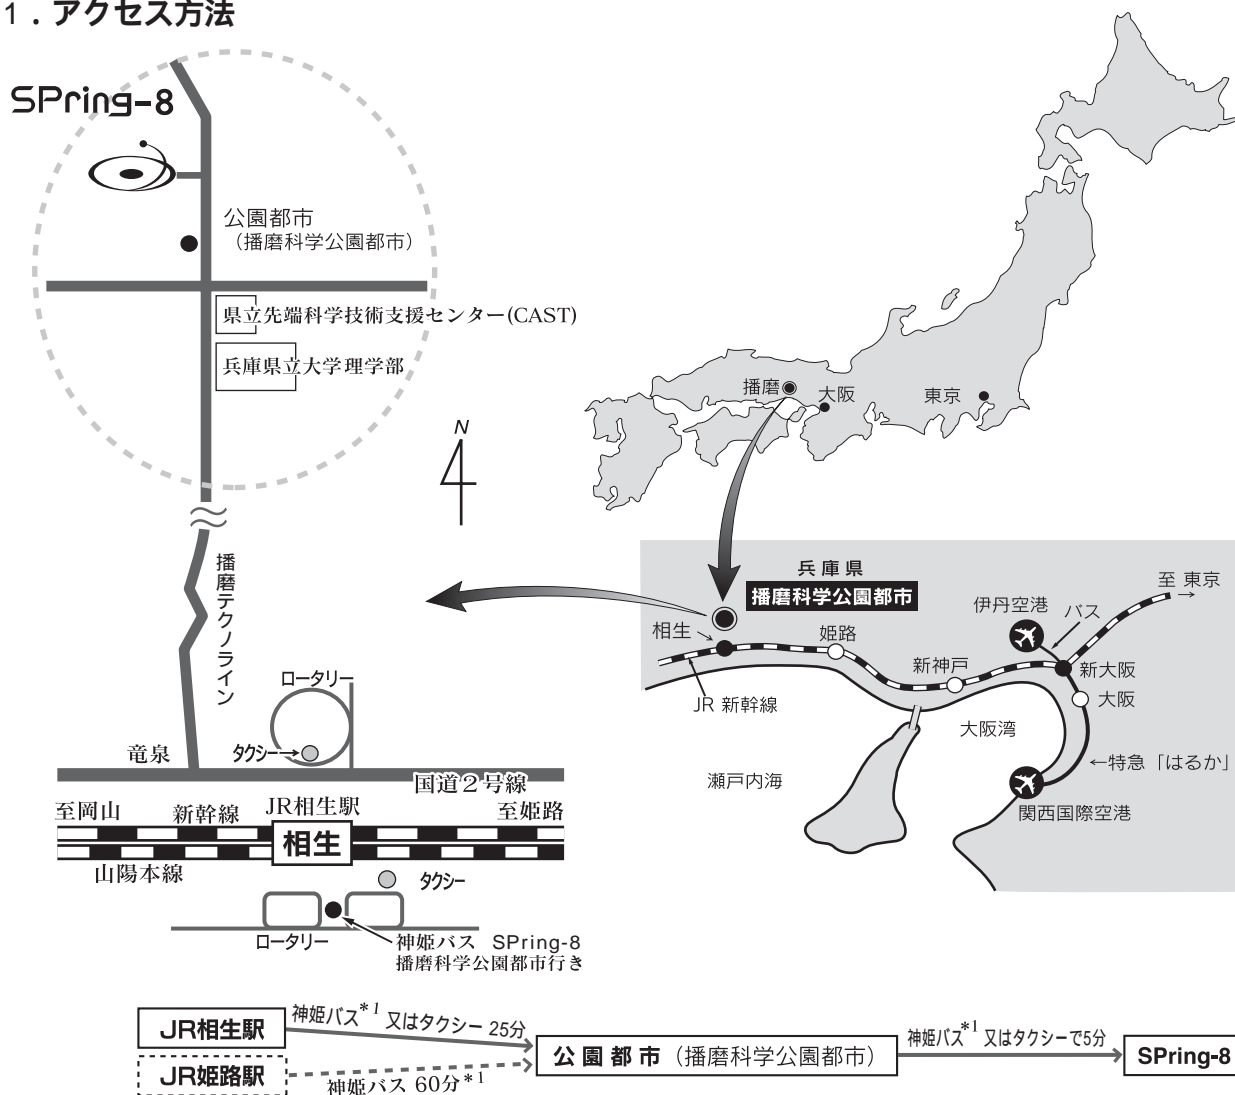 1．アクセス方法
SPring-8
公園都市
（播磨科学公園都市）
県立先端科学技術支援センター(CAST)
兵庫県立大学理学部
N
播磨テクノライン
ロータリー
タクシー→
竜泉
国道２号線
至岡山
新幹線
JR相生駅
至姫路
相生
山陽本線
タクシー
ロータリー
神姫バス SPring-8
播磨科学公園都市行き
播磨
大阪
東京
兵庫県
播磨科学公園都市
至 東京
→
伊丹空港
バス
相生
姫路
新神戸
新大阪
JR 新幹線
大阪
大阪湾
←特急「はるか」
瀬戸内海
関西国際空港
JR相生駅
神姫バス*1 又はタクシー 25分
JR姫路駅
神姫バス 60分*1
公園都市（播磨科学公園都市）
神姫バス*1 又はタクシーで5分
SPring-8